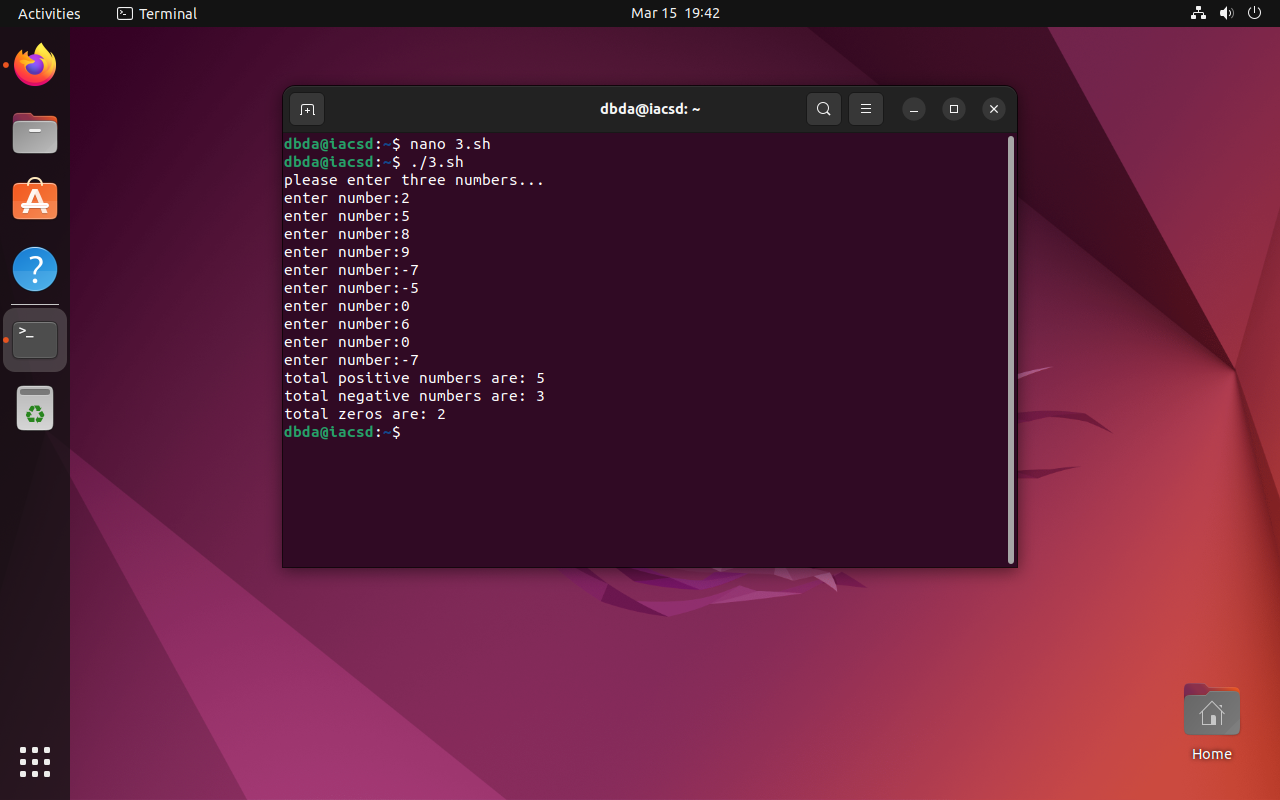 Activities
Terminal
Mar 15 19:42
dbda@iacsd: ~
dbda@iacsd:~$ nano 3.sh
dbda@iacsd:~$ ./3.sh
please enter three numbers...
enter number:2
enter number:5
enter number:8
enter number:9
enter number:-7
enter number:-5
enter number:0
enter number:6
enter number:0
enter number:-7
total positive numbers are: 5
total negative numbers are: 3
total zeros are: 2
dbda@iacsd:~$
Home